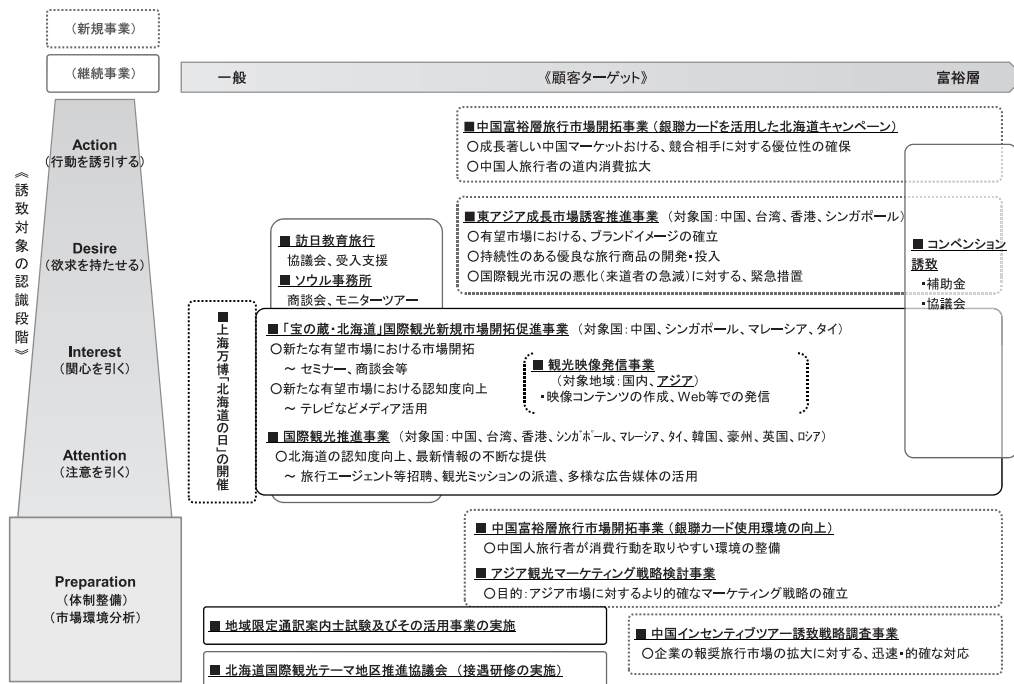 (新規事業)
(継続事業)
一般
《顧客ターゲット》
富裕層
《誘致対象の認識段階》
Action
(行動を誘引する)
■中国富裕層旅行市場開拓事業(銀聯カードを活用した北海道キャンペーン)
○成長著しい中国マーケットおける、競合相手に対する優位性の確保
○中国人旅行者の道内消費拡大
Desire
(欲求を持たせる)
■東アジア成長市場誘客推進事業 (対象国:中国、台湾、香港、シンガポール)
○有望市場における、ブランドイメージの確立
○持続性のある優良な旅行商品の開発・投入
○国際観光市況の悪化(来道者の急減)に対する、緊急措置
■ 訪日教育旅行
協議会、受入支援
■ ソウル事務所
商談会、モニターツアー
■ コンベンション
誘致
・補助金
・協議会
■上海万博「北海道の日」の開催
Interest
(関心を引く)
■「宝の蔵・北海道」国際観光新規市場開拓促進事業 (対象国:中国、シンガポール、マレーシア、タイ)
○新たな有望市場における市場開拓
~ セミナー、商談会等
○新たな有望市場における認知度向上
~ テレビなどメディア活用
■ 観光映像発信事業
(対象地域:国内、アジア)
・映像コンテンツの作成、Web等での発信
Attention
(注意を引く)
■ 国際観光推進事業 (対象国:中国、台湾、香港、シンガポール、マレーシア、タイ、韓国、豪州、英国、ロシア)
○北海道の認知度向上、最新情報の不断な提供
~ 旅行エージェント等招聘、観光ミッションの派遣、多様な広告媒体の活用
Preparation
(体制整備)
(市場環境分析)
■ 中国富裕層旅行市場開拓事業(銀聯カード使用環境の向上)
○中国人旅行者が消費行動を取りやすい環境の整備
■ アジア観光マーケティング戦略検討事業
○目的:アジア市場に対するより的確なマーケティング戦略の確立
■ 地域限定通訳案内士試験及びその活用事業の実施
■ 中国インセンティブツアー誘致戦略調査事業
○企業の報奨旅行市場の拡大に対する、迅速・的確な対応
■ 北海道国際観光テーマ地区推進協議会 (接遇研修の実施)